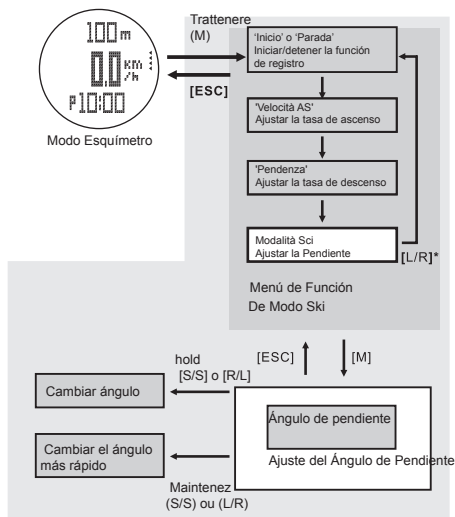 100 m
0.0 KM/h
P 10:00
Modo Esquímetro
Trattenere
(M)
[ESC]
'Inicio' o 'Parada'
Iniciar/detener la función
de registro
'Velocità AS'
Ajustar la tasa de ascenso
'Pendenza'
Ajustar la tasa de descenso
Modalità Sci
Ajustar la Pendiente
[L/R]*
Menú de Función
De Modo Ski
[ESC]
[M]
hold
[S/S] o [R/L]
Cambiar ángulo
Cambiar el ángulo
más rápido
Maintenez
(S/S) ou (L/R)
Ángulo de pendiente
Ajuste del Ángulo de Pendiente